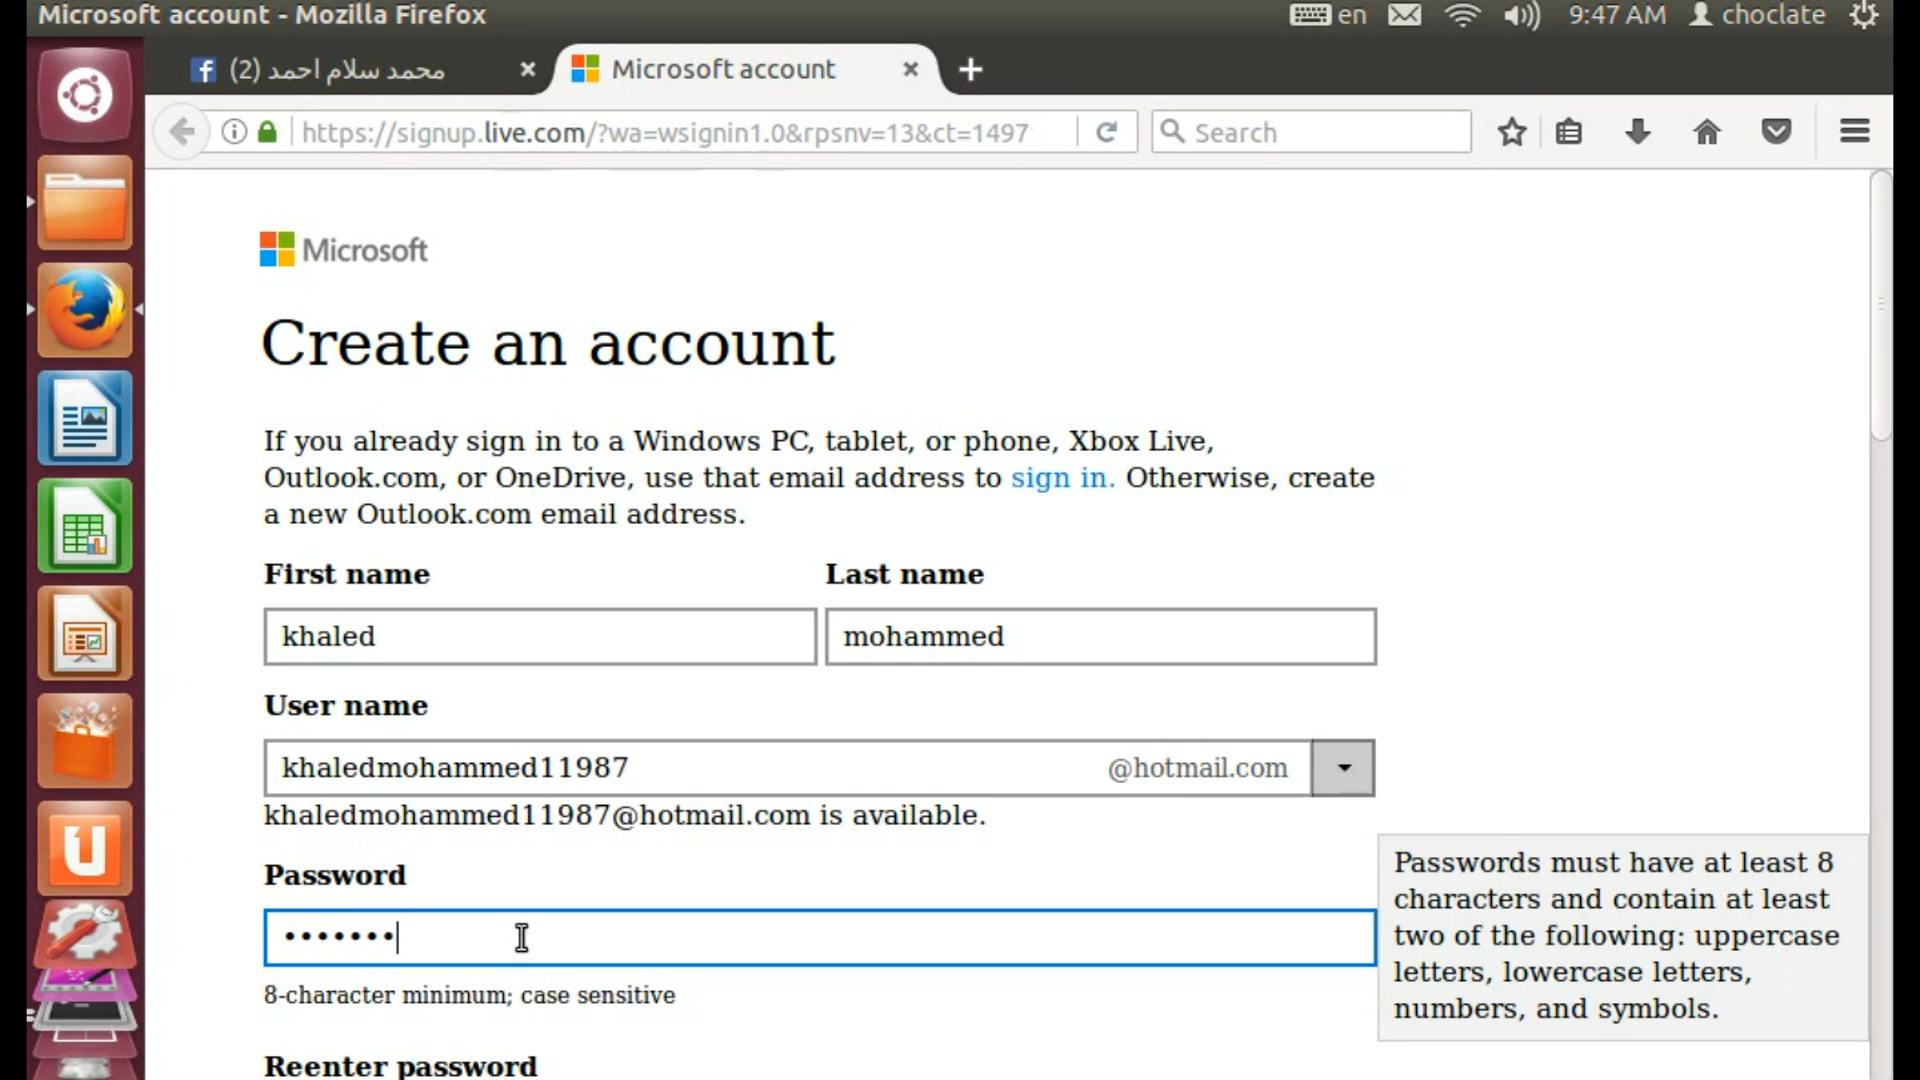 Microsoft account - Mozilla Firefox
en
9:47 AM
choclate
(2) محمد سلام احمد
Microsoft account
https://signup.live.com/?wa=wsignin1.0&rpsnv=13&ct=1497
Search
Microsoft
Create an account
If you already sign in to a Windows PC, tablet, or phone, Xbox Live,
Outlook.com, or OneDrive, use that email address to sign in. Otherwise, create
a new Outlook.com email address.
First name
Last name
khaled
mohammed
User name
khaledmohammed11987
@hotmail.com
khaledmohammed11987@hotmail.com is available.
Password
•••••••
8-character minimum; case sensitive
Passwords must have at least 8
characters and contain at least
two of the following: uppercase
letters, lowercase letters,
numbers, and symbols.
Reenter password